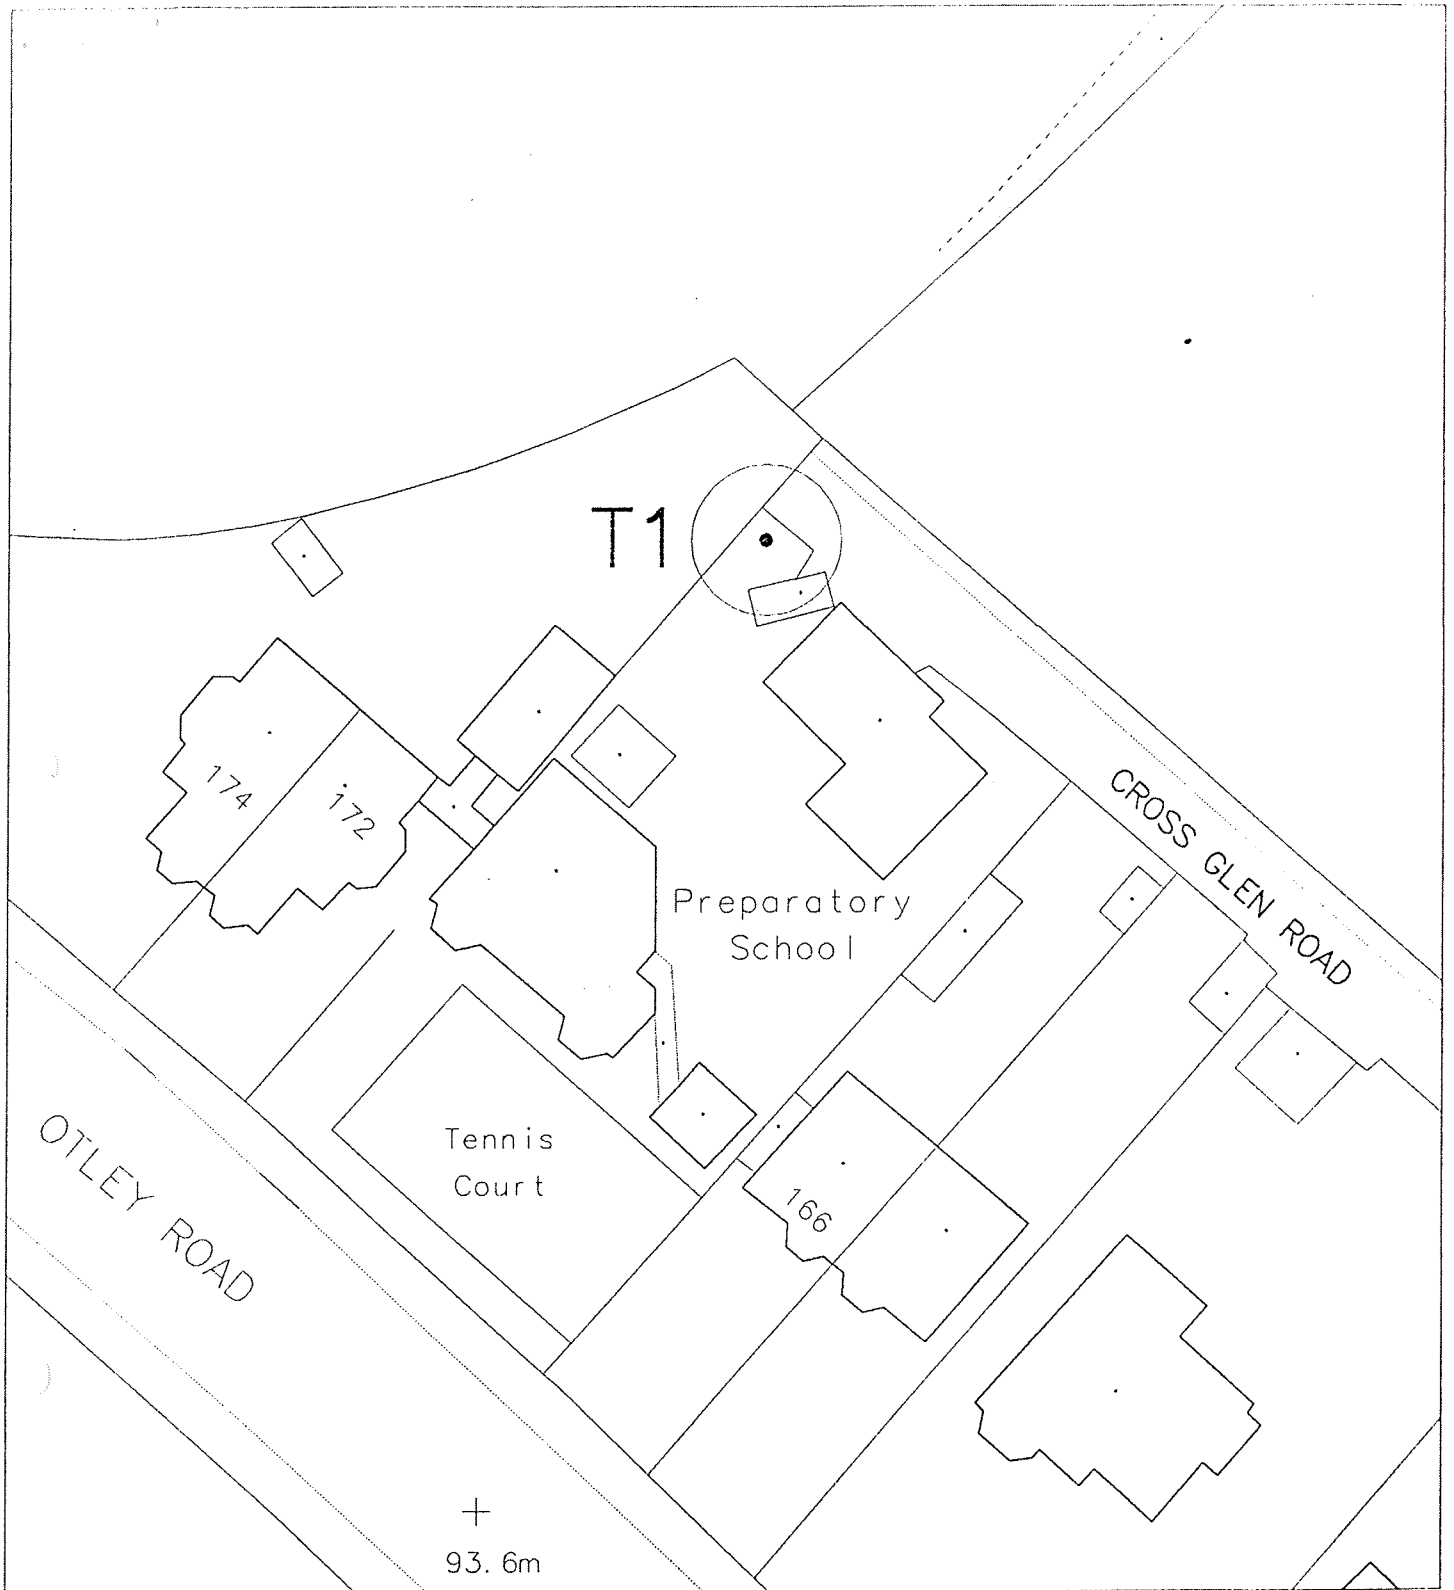 T1
174
172
CROSS GLEN ROAD
Preparatory
School
Tennis
Court
OTLEY ROAD
166
93.6m